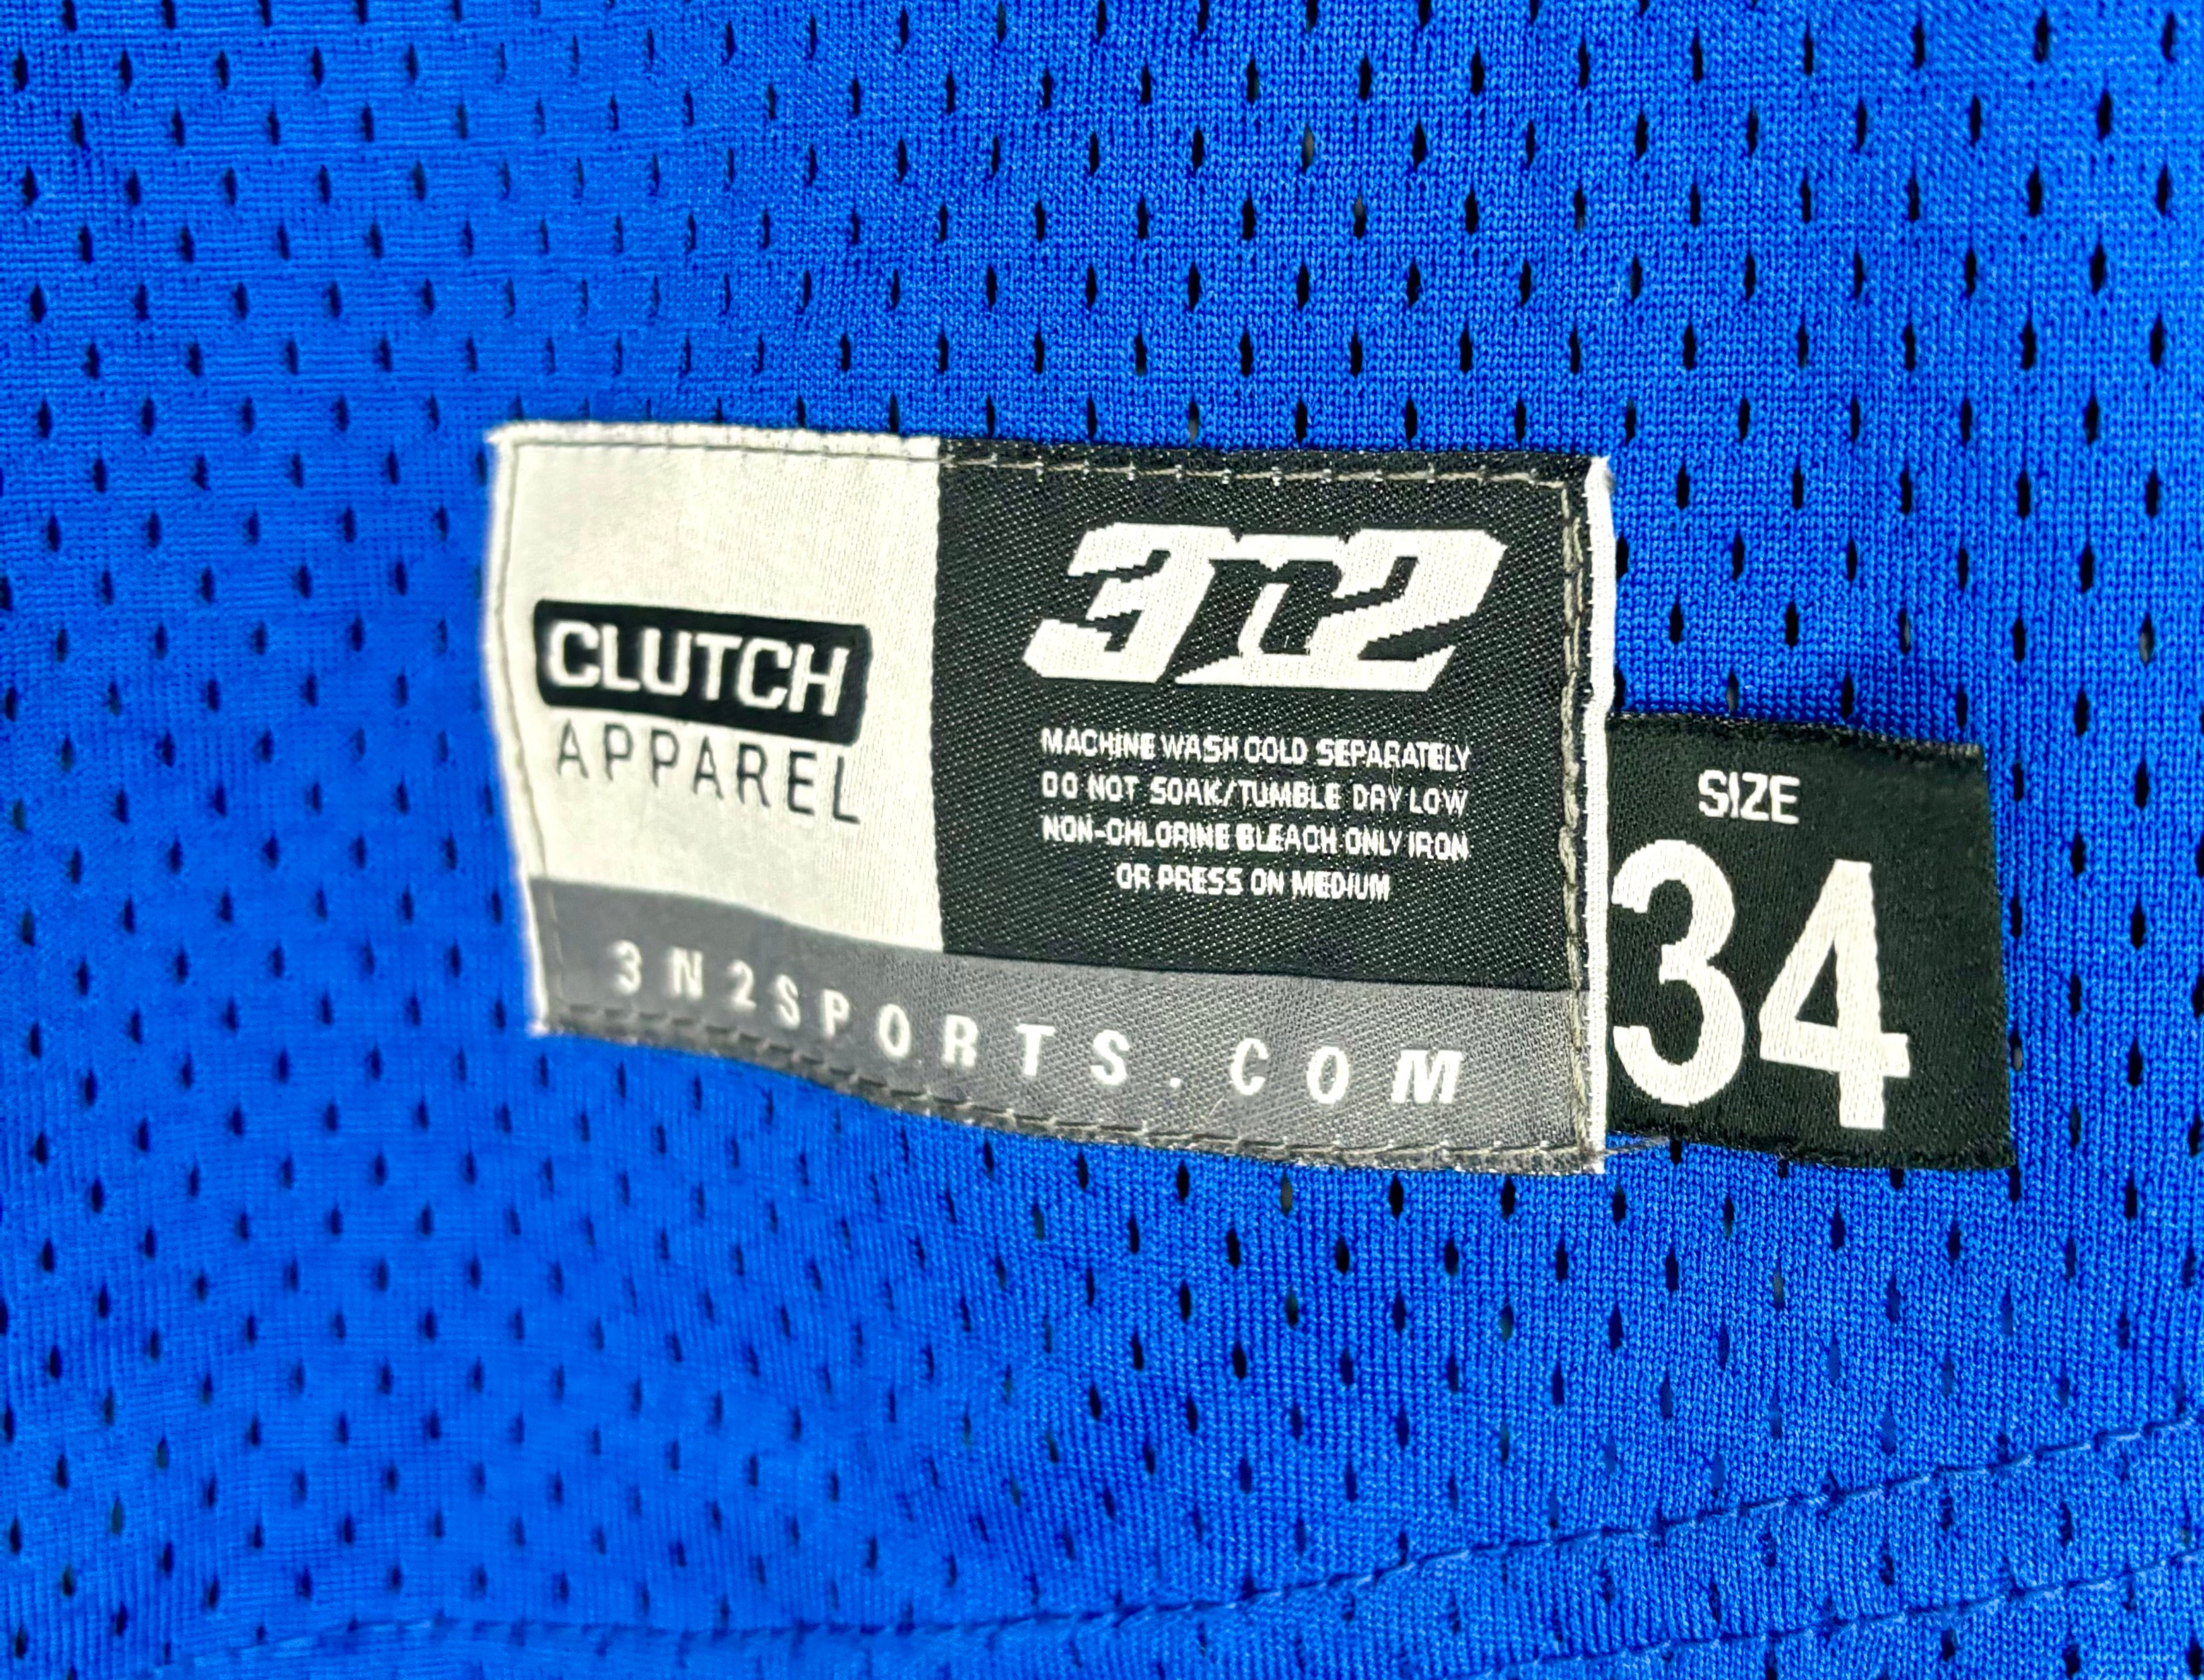 CLUTCH
APPAREL
3n2
MACHINE WASH COLD SEPARATELY
DO NOT SOAK/TUMBLE DRY LOW
NON-CHLORINE BLEACH ONLY IRON
OR PRESS ON MEDIUM
3N2SPORTS.COM
SIZE
34